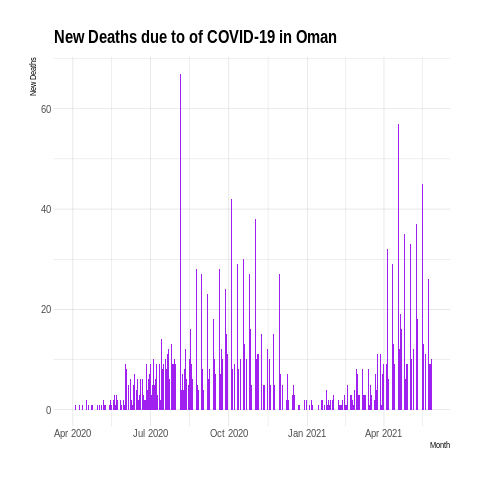 New Deaths due to of COVID-19 in Oman
New Deaths
60
40
20
0
Apr 2020 Jul 2020 Oct 2020 Jan 2021 Apr 2021
Month